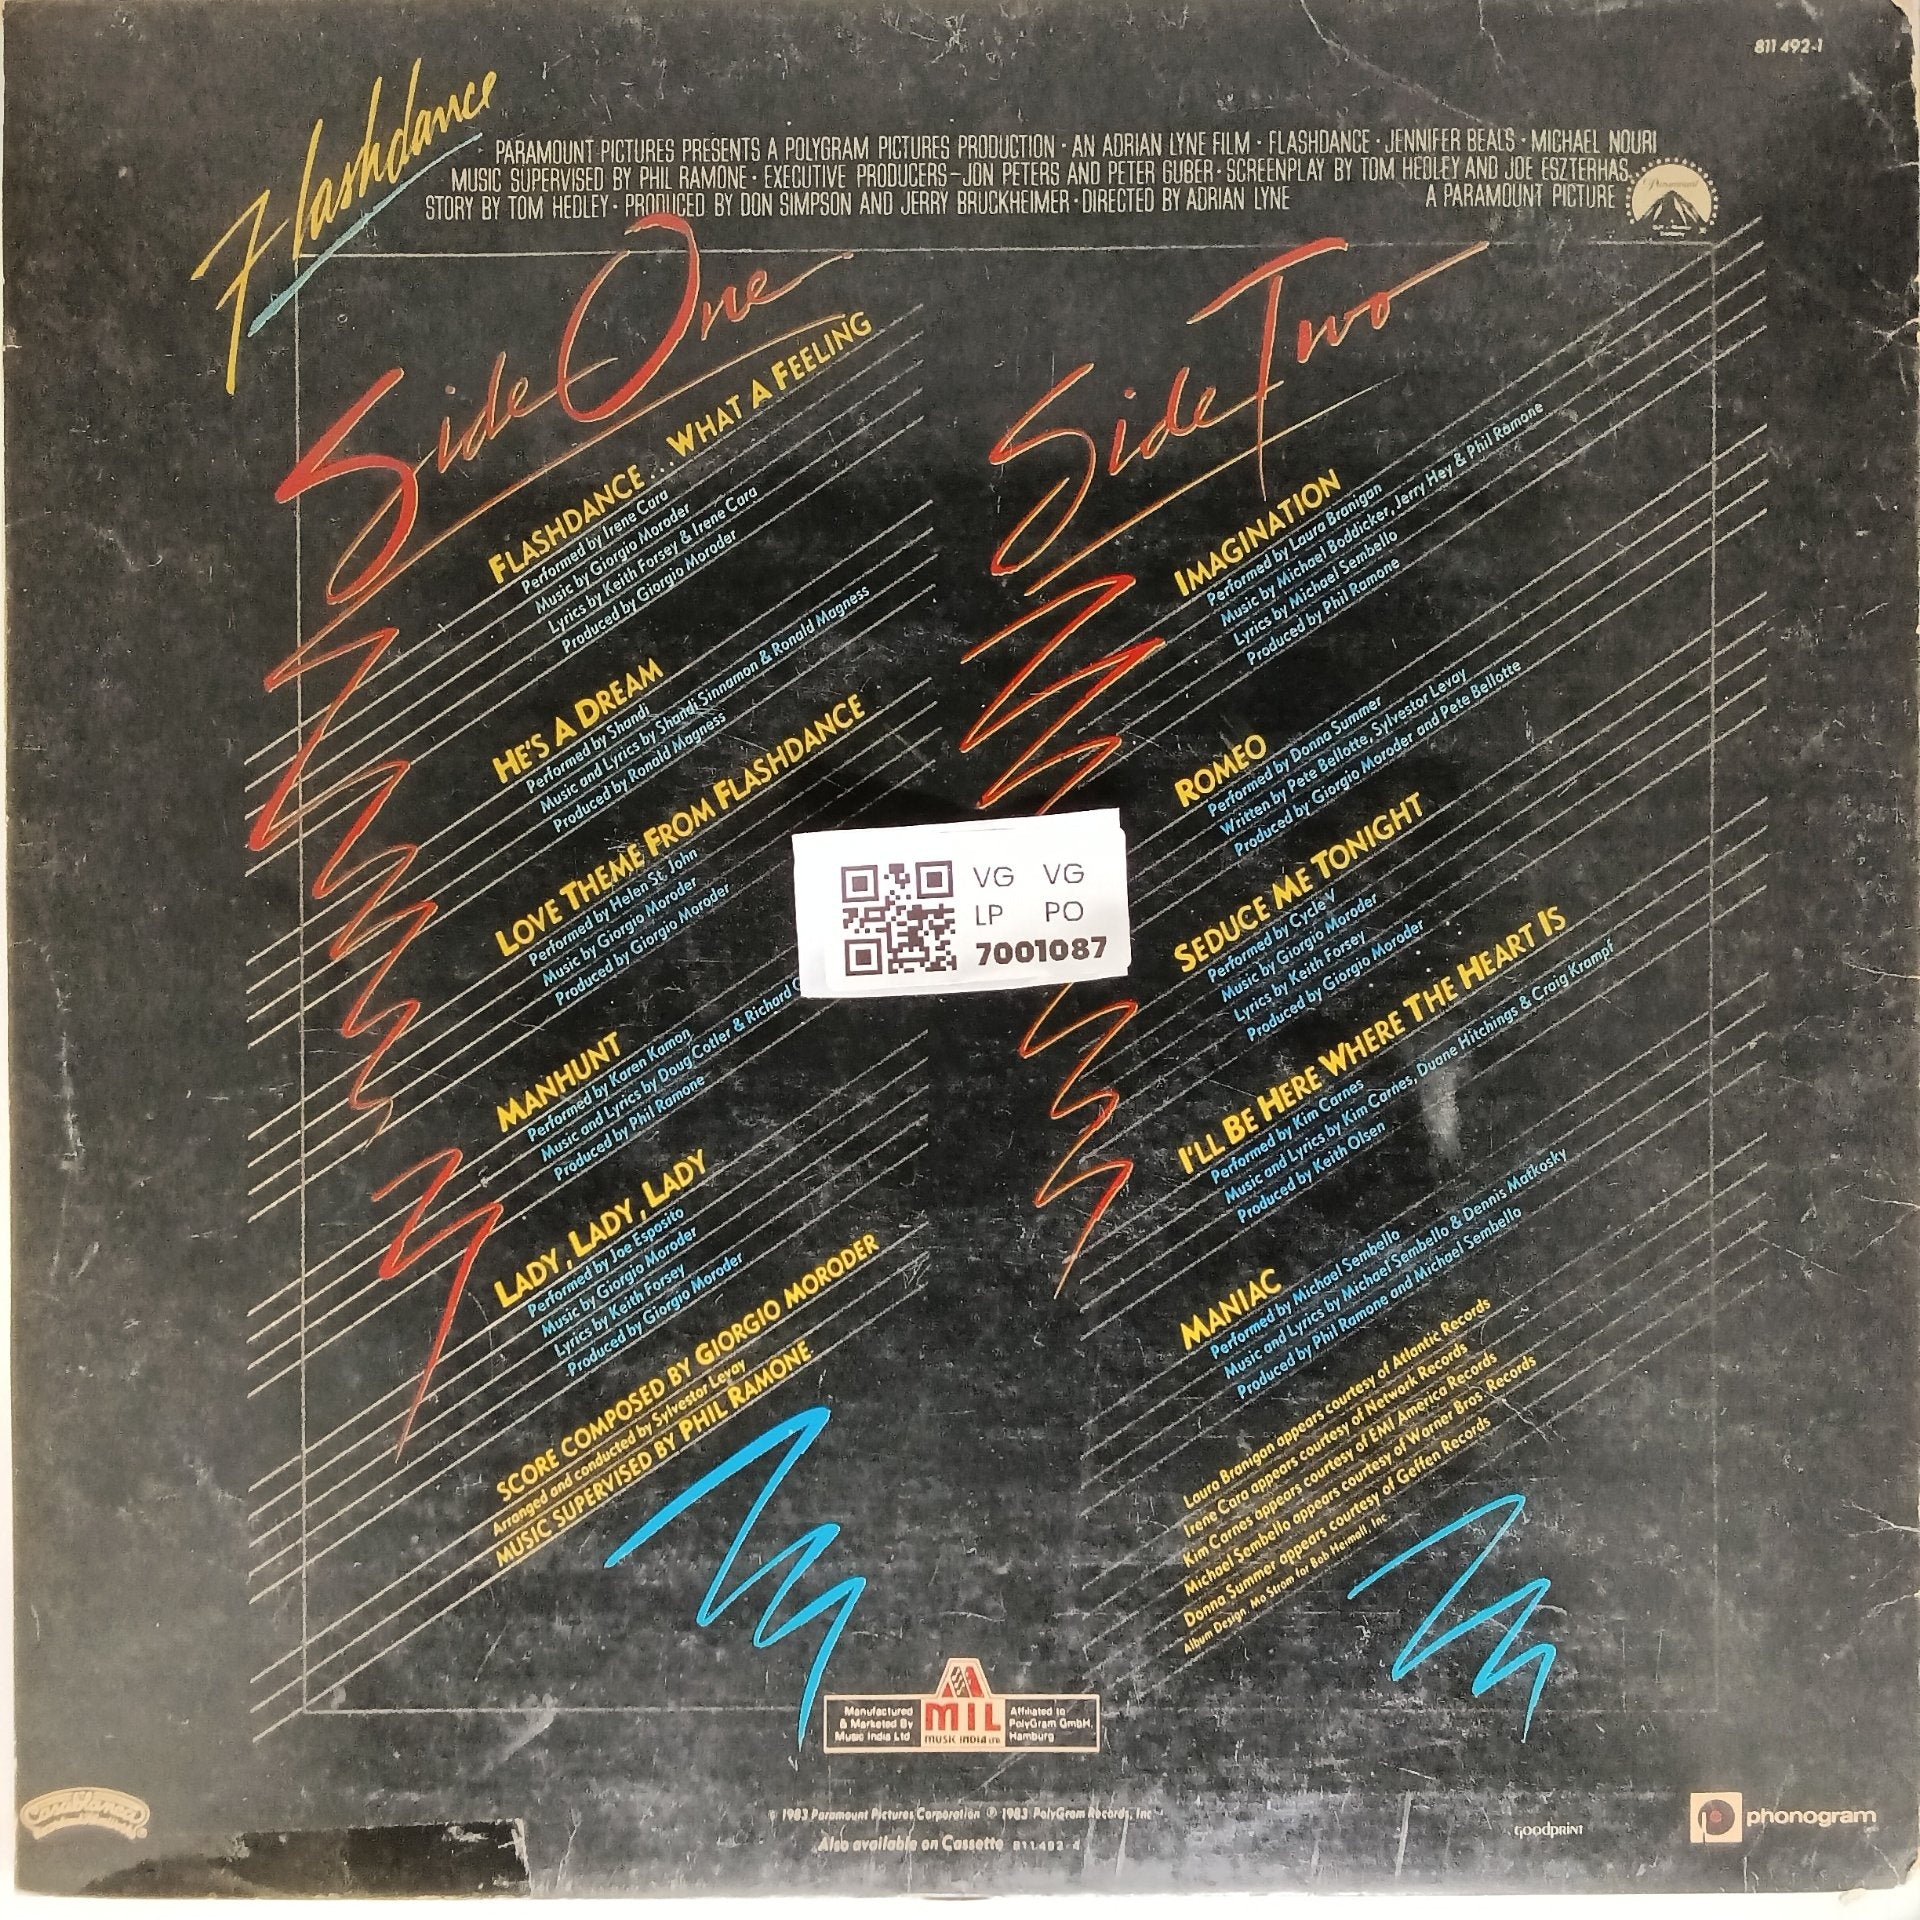 811 492-1
Flashdance
PARAMOUNT PICTURES PRESENTS A POLYGRAM PICTURES PRODUCTION · AN ADRIAN LYNE FILM · FLASHDANCE · JENNIFER BEALS · MICHAEL NOURI
MUSIC SUPERVISED BY PHIL RAMONE · EXECUTIVE PRODUCERS–JON PETERS AND PETER GUBER · SCREENPLAY BY TOM HEDLEY AND JOE ESZTERHAS
STORY BY TOM HEDLEY · PRODUCED BY DON SIMPSON AND JERRY BRUCKHEIMER · DIRECTED BY ADRIAN LYNE
A PARAMOUNT PICTURE
Paramount
Side One
FLASHDANCE...WHAT A FEELING
Performed by Irene Cara
Music by Giorgio Moroder
Lyrics by Keith Forsey & Irene Cara
Produced by Giorgio Moroder
HE'S A DREAM
Performed by Shandi
Music and Lyrics by Shandi Sinnamon & Ronald Magness
Produced by Ronald Magness
LOVE THEME FROM FLASHDANCE
Performed by Helen St. John
Music by Giorgio Moroder
Produced by Giorgio Moroder
MANHUNT
Performed by Karen Kamon
Music and Lyrics by Doug Cotler & Richard
Produced by Phil Ramone
LADY, LADY, LADY
Performed by Joe Esposito
Music by Giorgio Moroder
Lyrics by Keith Forsey
Produced by Giorgio Moroder
SCORE COMPOSED BY GIORGIO MORODER
Arranged and conducted by Sylvestor Levay
MUSIC SUPERVISED BY PHIL RAMONE
Side Two
IMAGINATION
Performed by Laura Branigan
Music by Michael Boddicker, Jerry Hey & Phil Ramone
Lyrics by Michael Sembello
Produced by Phil Ramone
ROMEO
Performed by Donna Summer
Written by Pete Bellotte, Sylvestor Levay
Produced by Giorgio Moroder and Pete Bellotte
SEDUCE ME TONIGHT
Performed by Cycle V
Music by Giorgio Moroder
Lyrics by Keith Forsey
Produced by Giorgio Moroder
I'LL BE HERE WHERE THE HEART IS
Performed by Kim Carnes
Music and Lyrics by Kim Carnes, Duane Hitchings & Craig Krampf
Produced by Keith Olsen
MANIAC
Performed by Michael Sembello
Music and Lyrics by Michael Sembello & Dennis Matkosky
Produced by Phil Ramone and Michael Sembello
Laura Branigan appears courtesy of Atlantic Records
Irene Cara appears courtesy of Network Records
Kim Carnes appears courtesy of EMI America Records
Michael Sembello appears courtesy of Warner Bros. Records
Donna Summer appears courtesy of Geffen Records
Album Design Mo Strom for Bob Heimall, Inc
VG VG
LP PO
7001087
Manufactured
& Marketed By
Music India Ltd
MIL
MUSIC INDIA LTD
Affiliated to
PolyGram GmbH,
Hamburg
Casablanca
© 1983 Paramount Pictures Corporation ℗ 1983 PolyGram Records, Inc
Also available on Cassette 811 492-4
GOODPRINT
phonogram